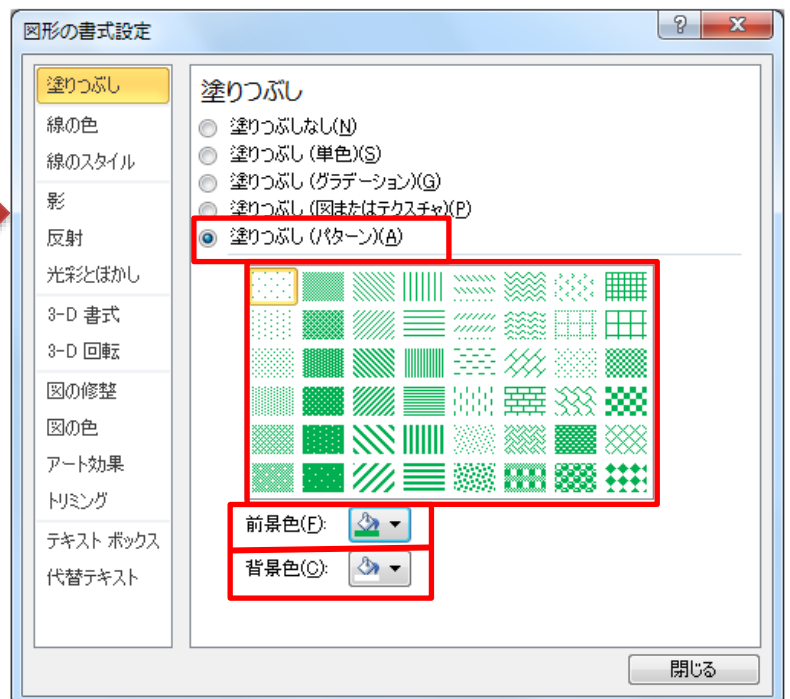 図形の書式設定
塗りつぶし
線の色
線のスタイル
影
反射
光彩とぼかし
3-D 書式
3-D 回転
図の修整
図の色
アート効果
トリミング
テキスト ボックス
代替テキスト
塗りつぶし
塗りつぶしなし(N)
塗りつぶし (単色)(S)
塗りつぶし (グラデーション)(G)
塗りつぶし (図またはテクスチャ)(P)
塗りつぶし (パターン)(A)
前景色(F):
背景色(C):
閉じる